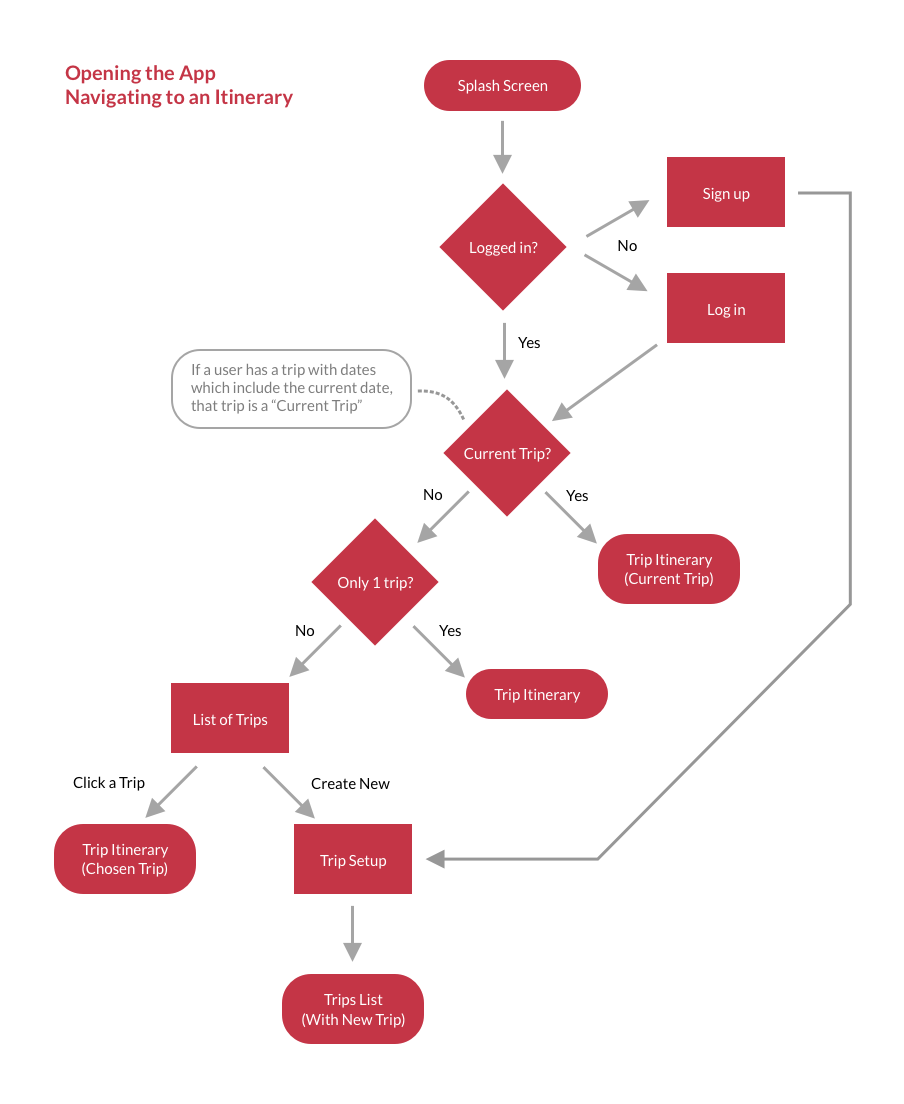 Opening the App
Navigating to an Itinerary
Splash Screen
Sign up
Logged in?
No
Log in
Yes
If a user has a trip with dates
which include the current date,
that trip is a “Current Trip”
Current Trip?
No
Yes
Trip Itinerary
(Current Trip)
Only 1 trip?
No
Yes
Trip Itinerary
List of Trips
Click a Trip
Create New
Trip Itinerary
(Chosen Trip)
Trip Setup
Trips List
(With New Trip)